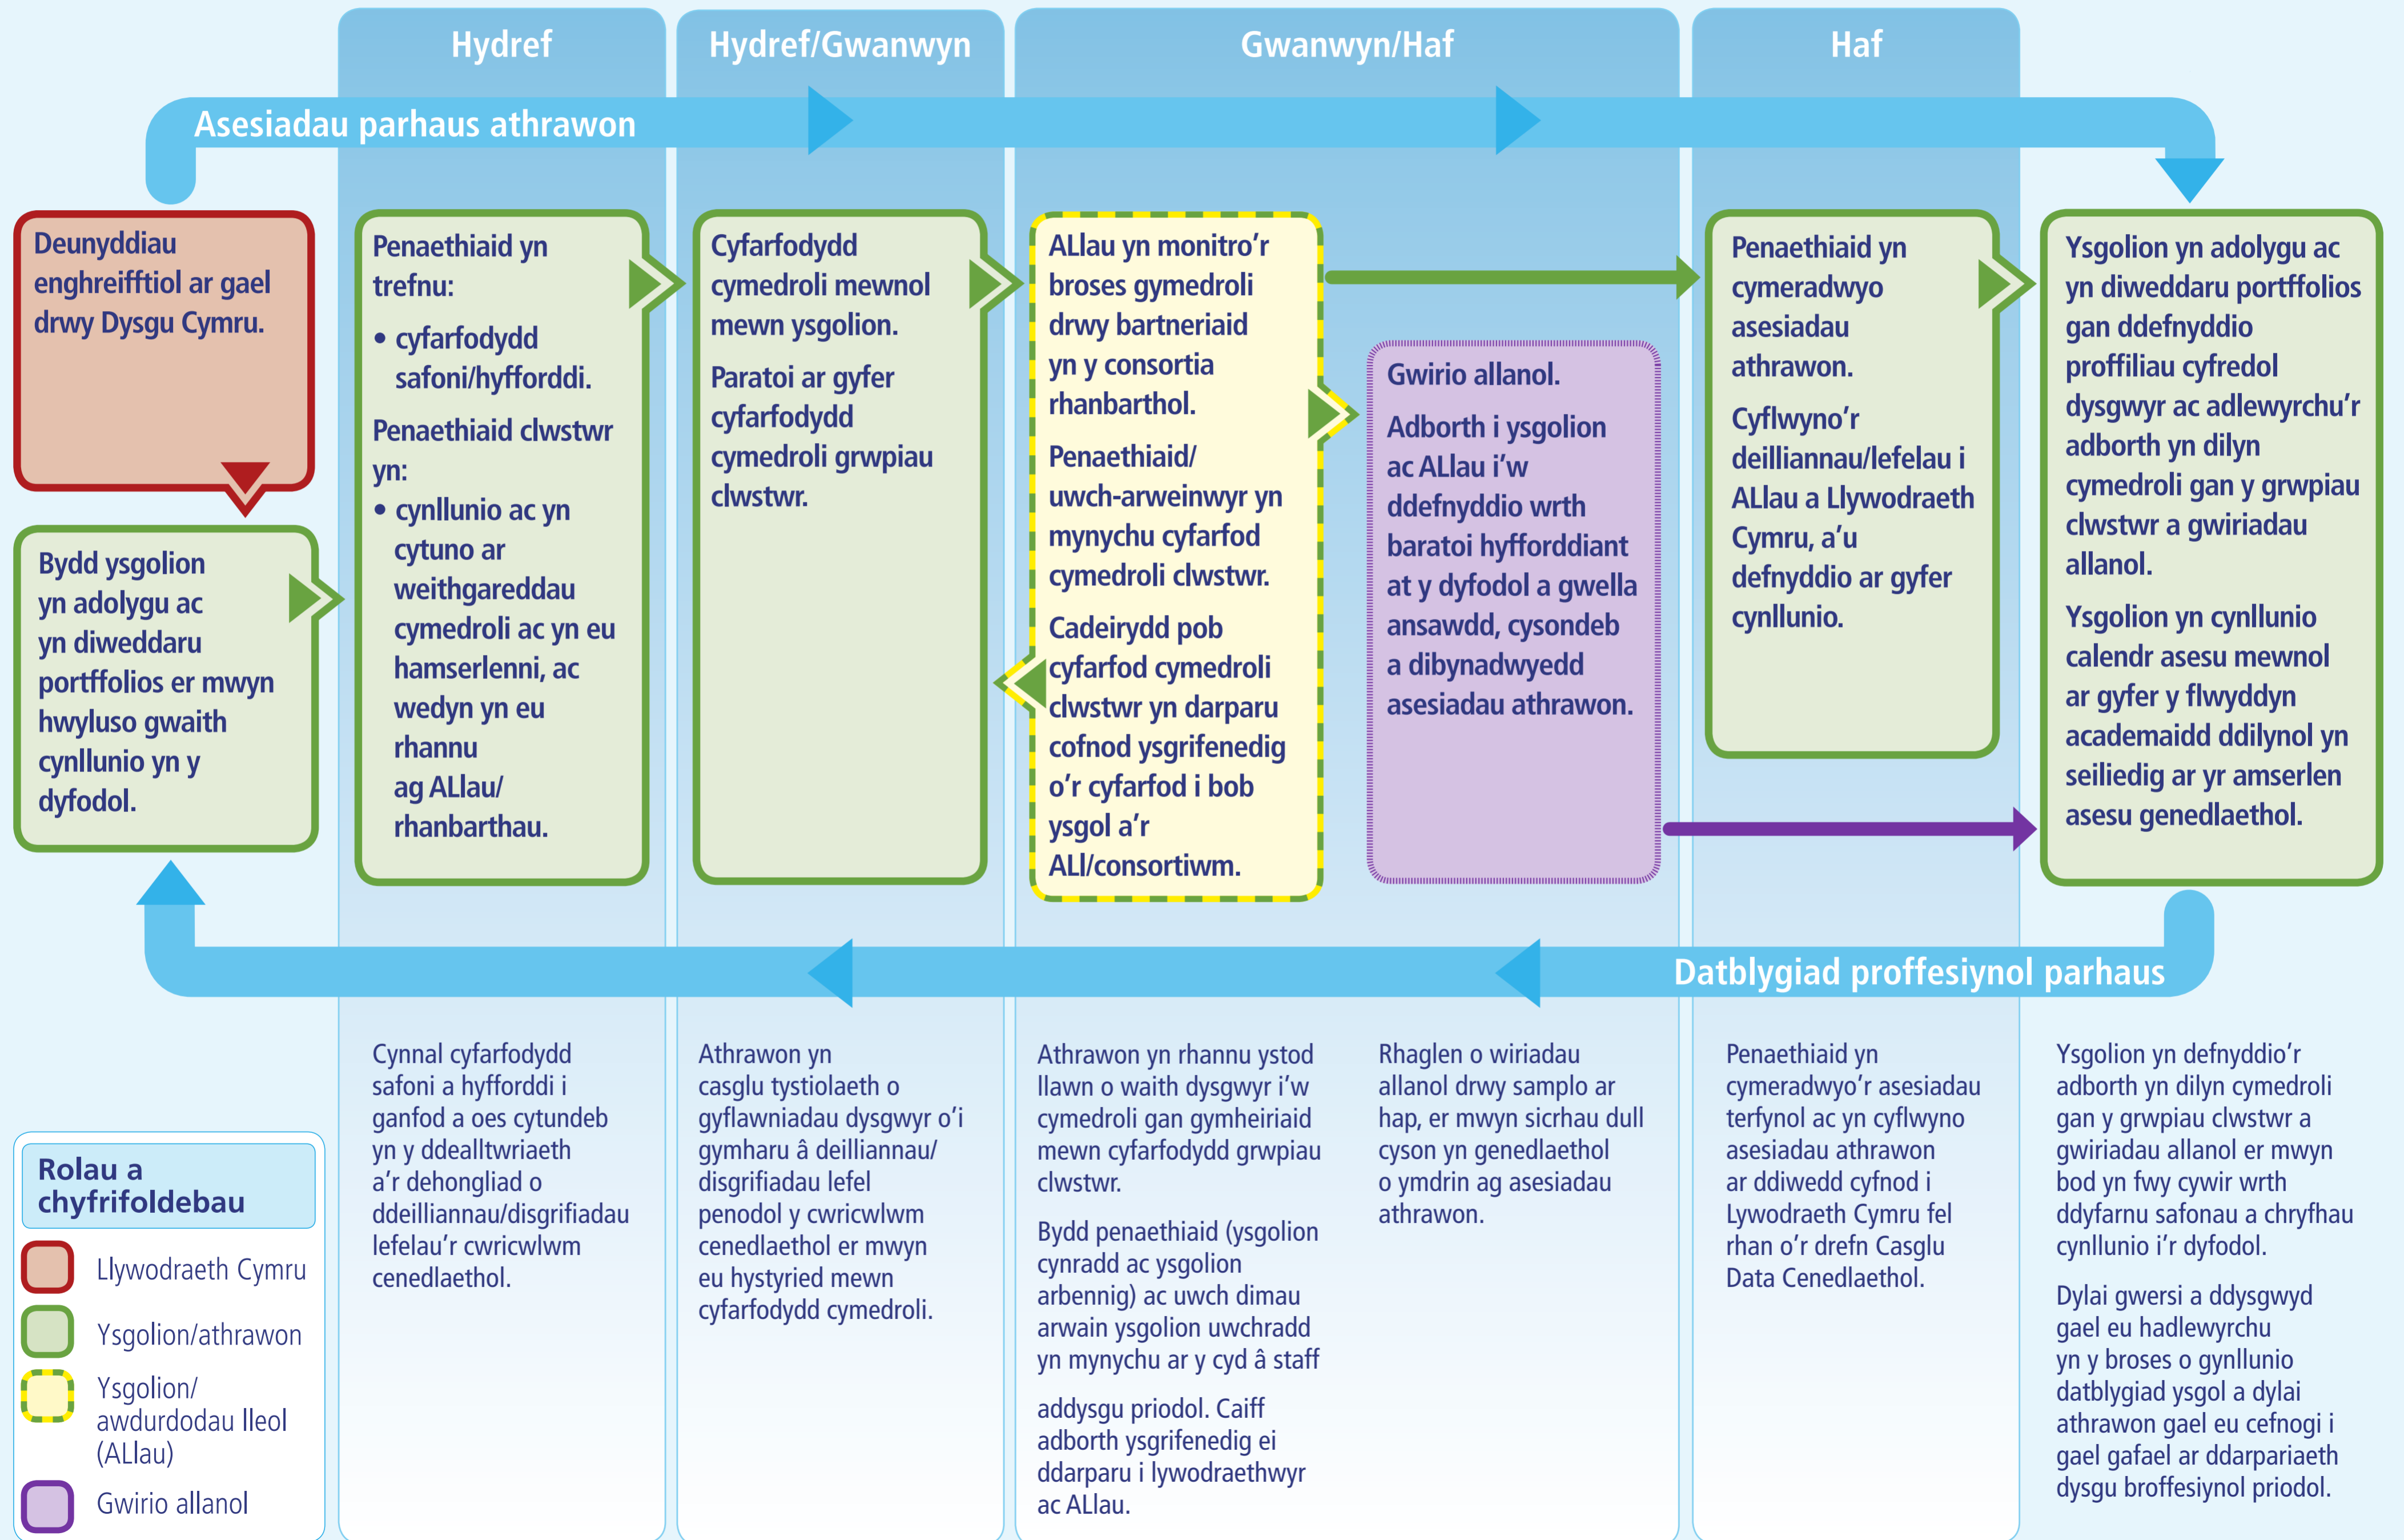 Hydref
Hydref/Gwanwyn
Gwanwyn/Haf
Haf
Asesiadau parhaus athrawon
Deunyddiau
enghreifftiol ar gael
drwy Dysgu Cymru.
Bydd ysgolion
yn adolygu ac
yn diweddaru
portffolios er mwyn
hwyluso gwaith
cynllunio yn y
dyfodol.
Penaethiaid yn
trefnu:
• cyfarfodydd
safoni/hyfforddi.
Penaethiaid clwstwr
yn:
• cynllunio ac yn
cytuno ar
weithgareddau
cymedroli ac yn eu
hamserlenni, ac
wedyn yn eu
rhannu
ag ALlau/
rhanbarthau.
Cyfarfodydd
cymedroli mewnol
mewn ysgolion.
Paratoi ar gyfer
cyfarfodydd
cymedroli grwpiau
clwstwr.
ALlau yn monitro’r
broses gymedroli
drwy bartneriaid
yn y consortia
rhanbarthol.
Penaethiaid/
uwch-arweinwyr yn
mynychu cyfarfod
cymedroli clwstwr.
Cadeirydd pob
cyfarfod cymedroli
clwstwr yn darparu
cofnod ysgrifenedig
o’r cyfarfod i bob
ysgol a’r
ALl/consortiwm.
Gwirio allanol.
Adborth i ysgolion
ac ALlau i’w
ddefnyddio wrth
baratoi hyfforddiant
at y dyfodol a gwella
ansawdd, cysondeb
a dibynadwyedd
asesiadau athrawon.
Penaethiaid yn
cymeradwyo
asesiadau
athrawon.
Cyflwyno’r
deilliannau/lefelau i
ALlau a Llywodraeth
Cymru, a’u
defnyddio ar gyfer
cynllunio.
Ysgolion yn adolygu ac
yn diweddaru portffolios
gan ddefnyddio
proffiliau cyfredol
dysgwyr ac adlewyrchu’r
adborth yn dilyn
cymedroli gan y grwpiau
clwstwr a gwiriadau
allanol.
Ysgolion yn cynllunio
calendr asesu mewnol
ar gyfer y flwyddyn
academaidd ddilynol yn
seiliedig ar yr amserlen
asesu genedlaethol.
Datblygiad proffesiynol parhaus
Cynnal cyfarfodydd
safoni a hyfforddi i
ganfod a oes cytundeb
yn y ddealltwriaeth
a’r dehongliad o
ddeilliannau/disgrifiadau
lefelau’r cwricwlwm
cenedlaethol.
Athrawon yn
casglu tystiolaeth o
gyflawniadau dysgwyr o’i
gymharu â deilliannau/
disgrifiadau lefel
penodol y cwricwlwm
cenedlaethol er mwyn
eu hystyried mewn
cyfarfodydd cymedroli.
Athrawon yn rhannu ystod
llawn o waith dysgwyr i’w
cymedroli gan gymheiriaid
mewn cyfarfodydd grwpiau
clwstwr.
Bydd penaethiaid (ysgolion
cynradd ac ysgolion
arbennig) ac uwch dimau
arwain ysgolion uwchradd
yn mynychu ar y cyd â staff
addysgu priodol. Caiff
adborth ysgrifenedig ei
ddarparu i lywodraethwyr
ac ALlau.
Rhaglen o wiriadau
allanol drwy samplo ar
hap, er mwyn sicrhau dull
cyson yn genedlaethol
o ymdrin ag asesiadau
athrawon.
Penaethiaid yn
cymeradwyo’r asesiadau
terfynol ac yn cyflwyno
asesiadau athrawon
ar ddiwedd cyfnod i
Lywodraeth Cymru fel
rhan o’r drefn Casglu
Data Cenedlaethol.
Ysgolion yn defnyddio’r
adborth yn dilyn cymedroli
gan y grwpiau clwstwr a
gwiriadau allanol er mwyn
bod yn fwy cywir wrth
ddyfarnu safonau a chryfhau
cynllunio i’r dyfodol.
Dylai gwersi a ddysgwyd
gael eu hadlewyrchu
yn y broses o gynllunio
datblygiad ysgol a dylai
athrawon gael eu cefnogi i
gael gafael ar ddarpariaeth
dysgu broffesiynol priodol.
Rolau a
chyfrifoldebau
Llywodraeth Cymru
Ysgolion/athrawon
Ysgolion/
awdurdodau lleol
(ALlau)
Gwirio allanol